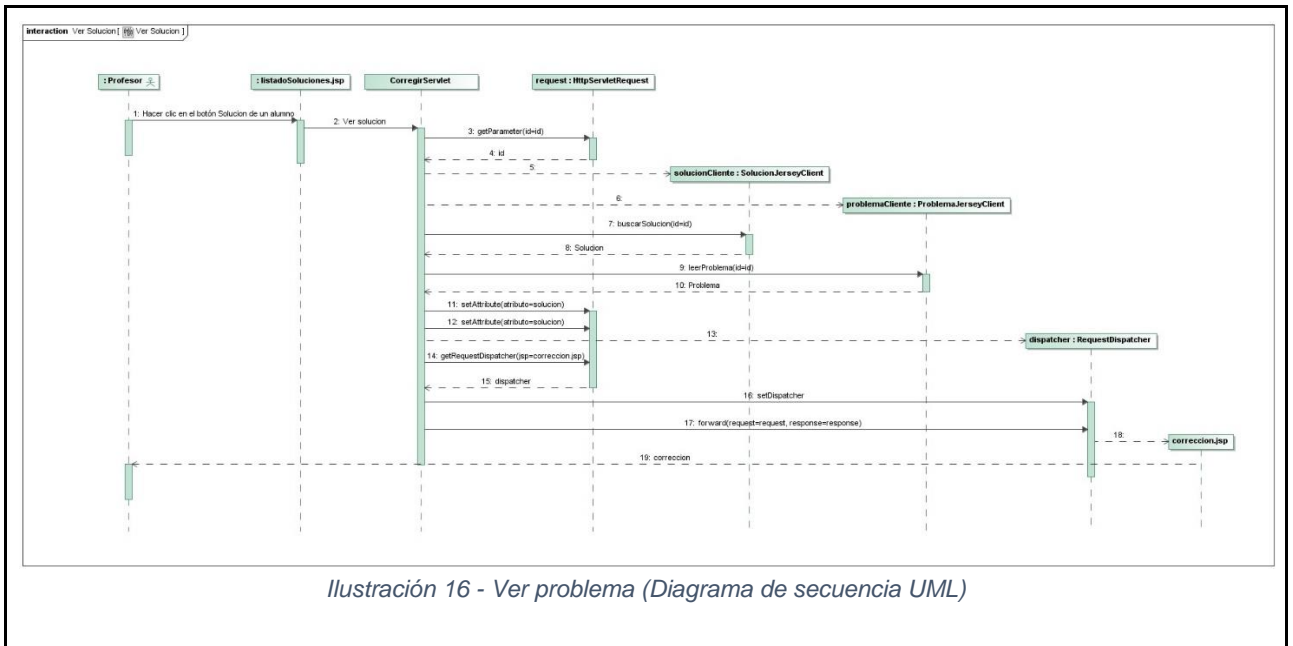 interaction Ver Solucion [ Ver Solucion ]
: Profesor
: listadoSoluciones.jsp
CorregirServlet
request : HttpServletRequest
1: Hacer clic en el botón Solucion de un alumno
2: Ver solucion
3: getParameter(id=id)
4: id
5:
solucionCliente : SolucionJerseyClient
6:
problemaCliente : ProblemaJerseyClient
7: buscarSolucion(id=id)
8: Solucion
9: leerProblema(id=id)
10: Problema
11: setAttribute(atributo=solucion)
12: setAttribute(atributo=solucion)
13:
dispatcher : RequestDispatcher
14: getRequestDispatcher(jsp=correccion.jsp)
15: dispatcher
16: setDispatcher
17: forward(request=request, response=response)
18:
correccion.jsp
19: correccion
Ilustración 16 - Ver problema (Diagrama de secuencia UML)